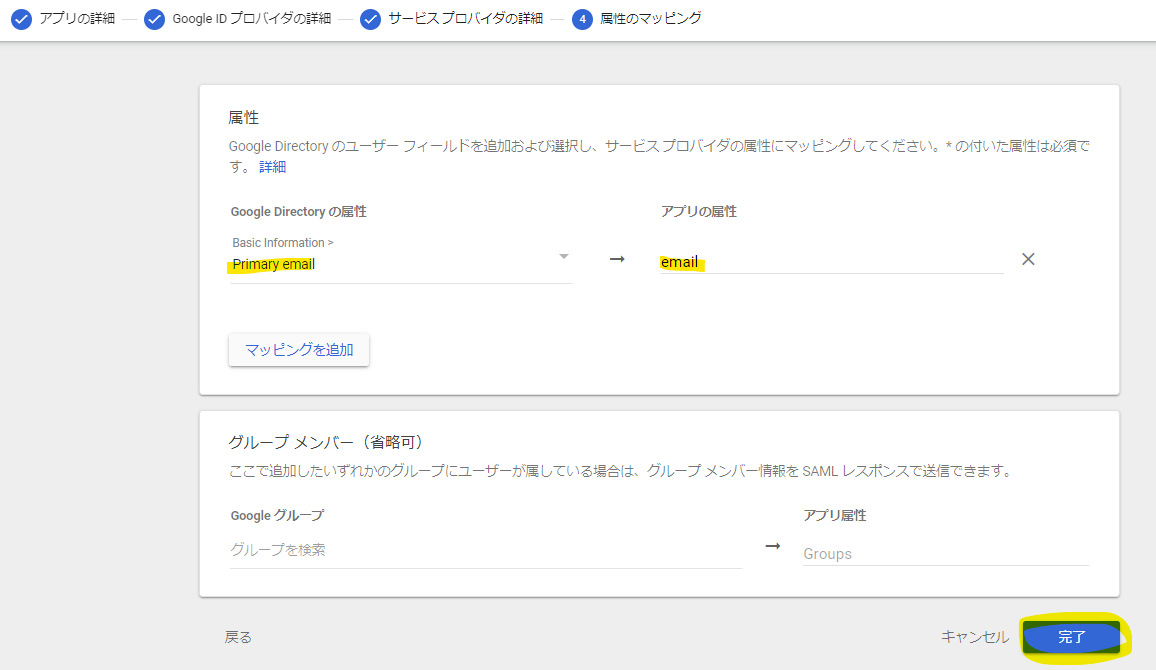 アプリの詳細
Google ID プロバイダの詳細
サービス プロバイダの詳細
4 属性のマッピング
属性
Google Directory のユーザー フィールドを追加および選択し、サービス プロバイダの属性にマッピングしてください。* の付いた属性は必須で
す。 詳細
Google Directory の属性
アプリの属性
Basic Information >
Primary email
email
マッピングを追加
グループ メンバー（省略可）
ここで追加したいずれかのグループにユーザーが属している場合は、グループ メンバー情報を SAML レスポンスで送信できます。
Google グループ
アプリ属性
グループを検索
Groups
戻る
キャンセル
完了